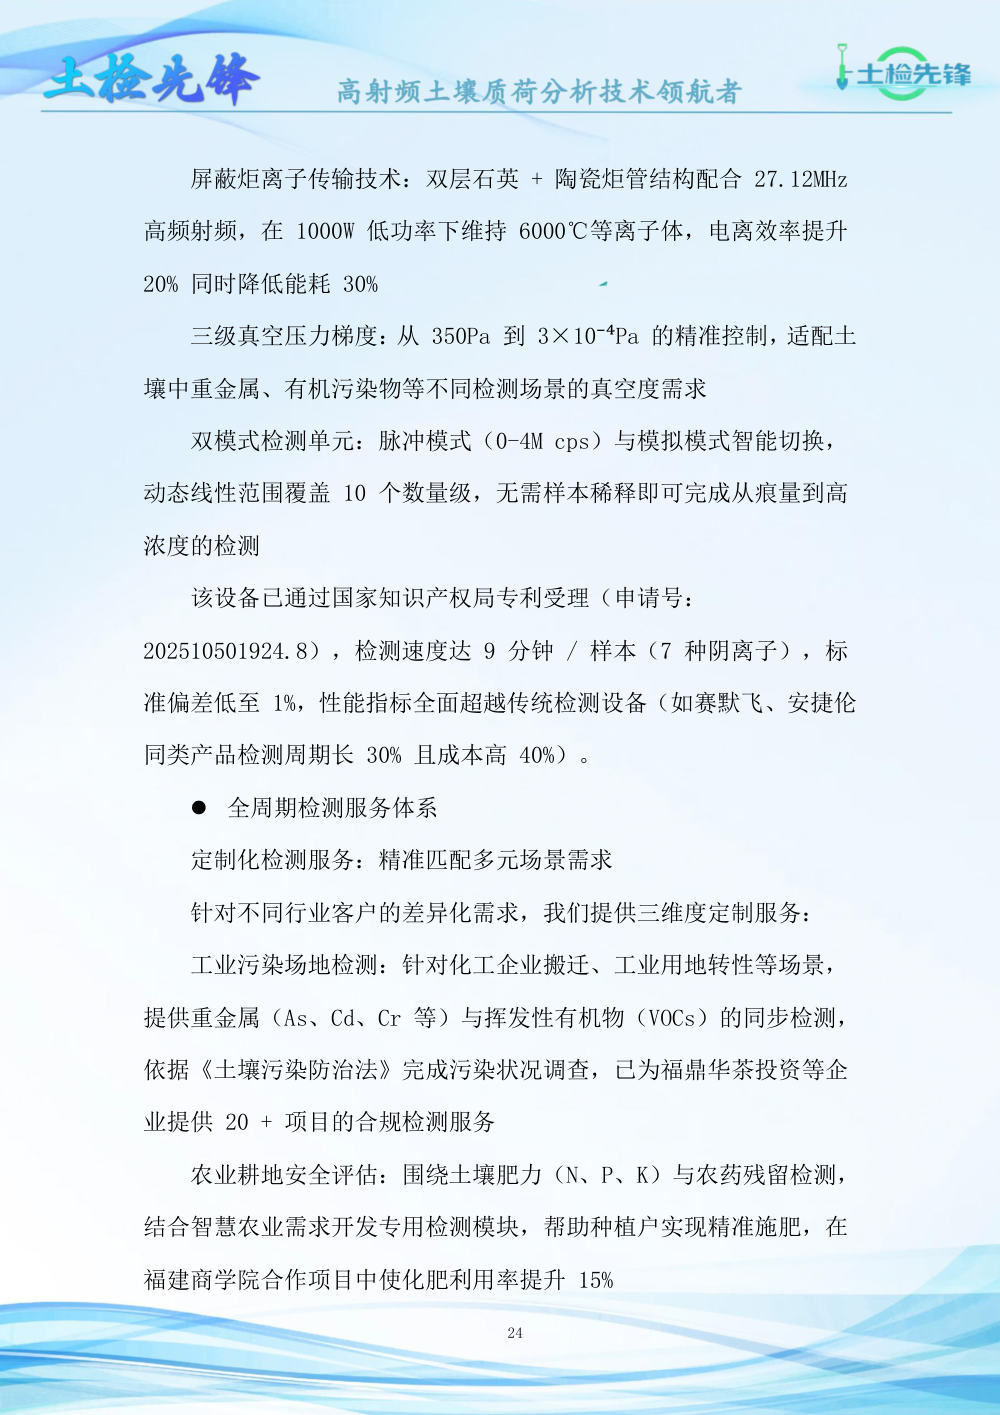 土检先锋
高射频土壤质荷分析技术领航者
土检先锋
屏蔽炬离子传输技术：双层石英 + 陶瓷炬管结构配合 27.12MHz
高频射频，在 1000W 低功率下维持 6000℃等离子体，电离效率提升
20% 同时降低能耗 30%
三级真空压力梯度：从 350Pa 到 3×10⁻⁴Pa 的精准控制，适配土
壤中重金属、有机污染物等不同检测场景的真空度需求
双模式检测单元：脉冲模式（0-4M cps）与模拟模式智能切换，
动态线性范围覆盖 10 个数量级，无需样本稀释即可完成从痕量到高
浓度的检测
该设备已通过国家知识产权局专利受理（申请号：
202510501924.8），检测速度达 9 分钟 / 样本（7 种阴离子），标
准偏差低至 1%，性能指标全面超越传统检测设备（如赛默飞、安捷伦
同类产品检测周期长 30% 且成本高 40%）。
● 全周期检测服务体系
定制化检测服务：精准匹配多元场景需求
针对不同行业客户的差异化需求，我们提供三维度定制服务：
工业污染场地检测：针对化工企业搬迁、工业用地转性等场景，
提供重金属（As、Cd、Cr 等）与挥发性有机物（VOCs）的同步检测，
依据《土壤污染防治法》完成污染状况调查，已为福鼎华茶投资等企
业提供 20 + 项目的合规检测服务
农业耕地安全评估：围绕土壤肥力（N、P、K）与农药残留检测，
结合智慧农业需求开发专用检测模块，帮助种植户实现精准施肥，在
福建商学院合作项目中使化肥利用率提升 15%
24